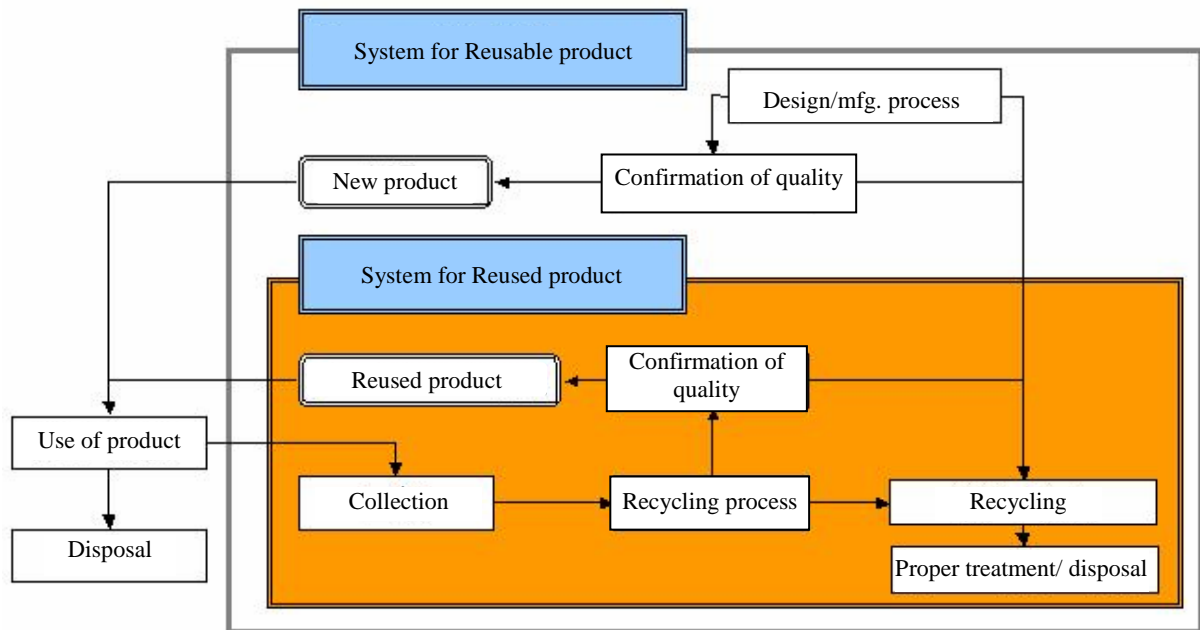 System for Reusable product
Design/mfg. process
New product
Confirmation of quality
System for Reused product
Reused product
Confirmation of
quality
Use of product
Collection
Recycling process
Recycling
Disposal
Proper treatment/ disposal